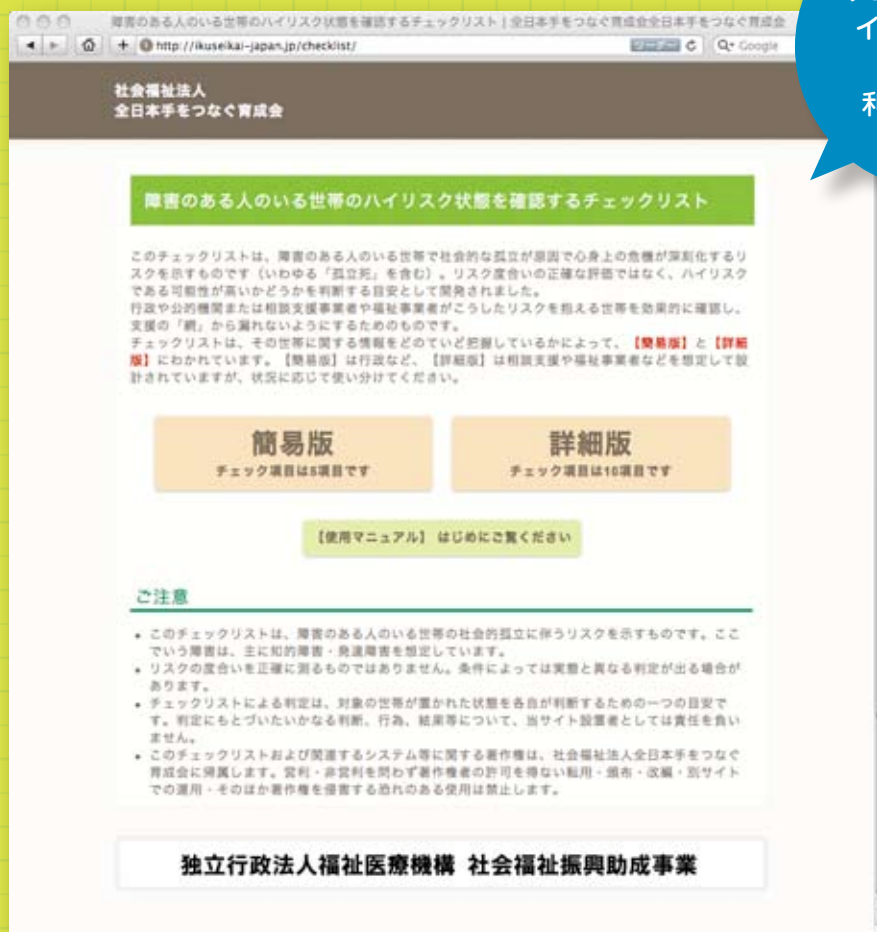 障害のある人のいる世帯のハイリスク状態を確認するチェックリスト | 全日本手をつなぐ育成会全日本手をつなぐ育成会
http://ikuseikai-japan.jp/checklist/
リーダー
Google
イ
社会福祉法人
全日本手をつなぐ育成会
障害のある人のいる世帯のハイリスク状態を確認するチェックリスト
このチェックリストは、障害のある人のいる世帯で社会的な孤立が原因で心身上の危機が深刻化するリ
スクを示すものです（いわゆる「孤立死」を含む）。リスク度合いの正確な評価ではなく、ハイリスク
である可能性が高いかどうかを判断する目安として開発されました。
行政や公的機関または相談支援事業者や福祉事業者がこうしたリスクを抱える世帯を効果的に確認し、
支援の「網」から漏れないようにするためのものです。
チェックリストは、その世帯に関する情報をどのていど把握しているかによって、【簡易版】と【詳細
版】にわかれています。【簡易版】は行政など、【詳細版】は相談支援や福祉事業者などを想定して設
計されていますが、状況に応じて使い分けてください。
簡易版
チェック項目は5項目です
詳細版
チェック項目は10項目です
【使用マニュアル】 はじめにご覧ください
ご注意
• このチェックリストは、障害のある人のいる世帯の社会的孤立に伴うリスクを示すものです。ここ
でいう障害は、主に知的障害・発達障害を想定しています。
• リスクの度合いを正確に測るものではありません。条件によっては実態と異なる判定が出る場合が
あります。
• チェックリストによる判定は、対象の世帯が置かれた状態を各自が判断するための一つの目安で
す。判定にもとづいたいかなる判断、行為、結果等について、当サイト設置者としては責任を負い
ません。
• このチェックリストおよび関連するシステム等に関する著作権は、社会福祉法人全日本手をつなぐ
育成会に帰属します。営利・非営利を問わず著作権者の許可を得ない転用・頒布・改編・別サイト
での運用・そのほか著作権を侵害する恐れのある使用は禁止します。
独立行政法人福祉医療機構 社会福祉振興助成事業